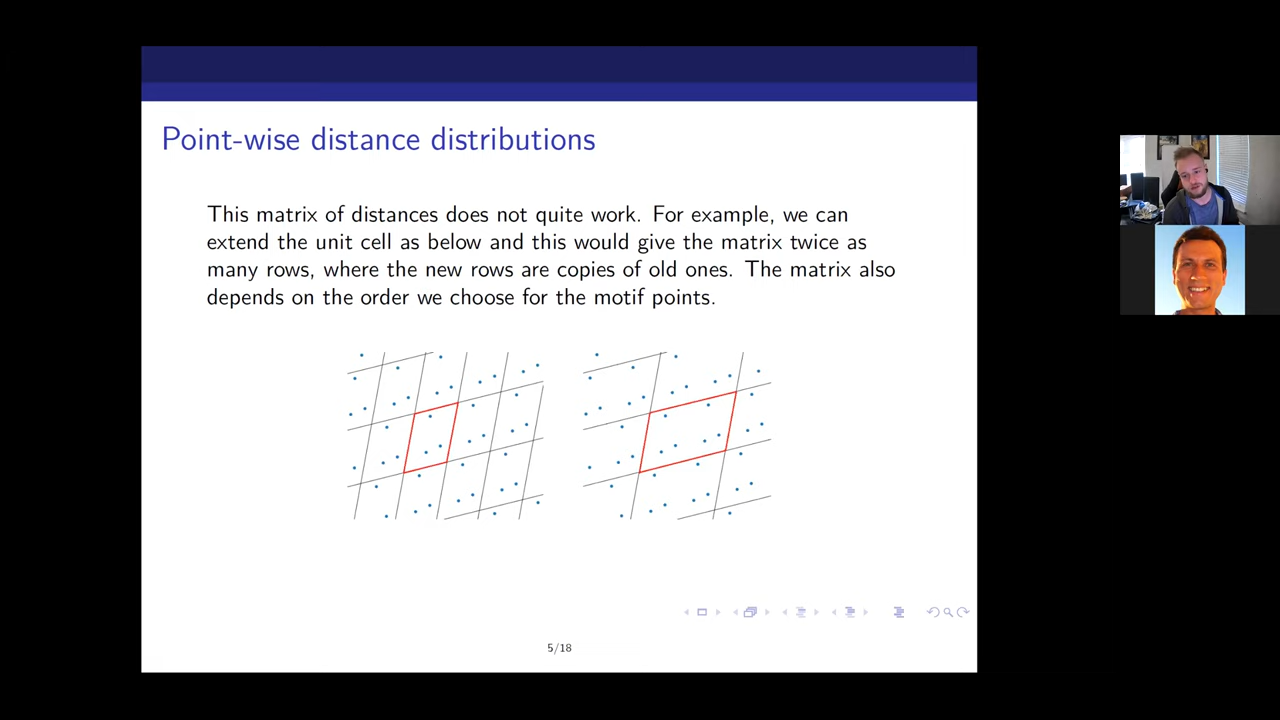 Point-wise distance distributions
This matrix of distances does not quite work. For example, we can
extend the unit cell as below and this would give the matrix twice as
many rows, where the new rows are copies of old ones. The matrix also
depends on the order we choose for the motif points.
5/18